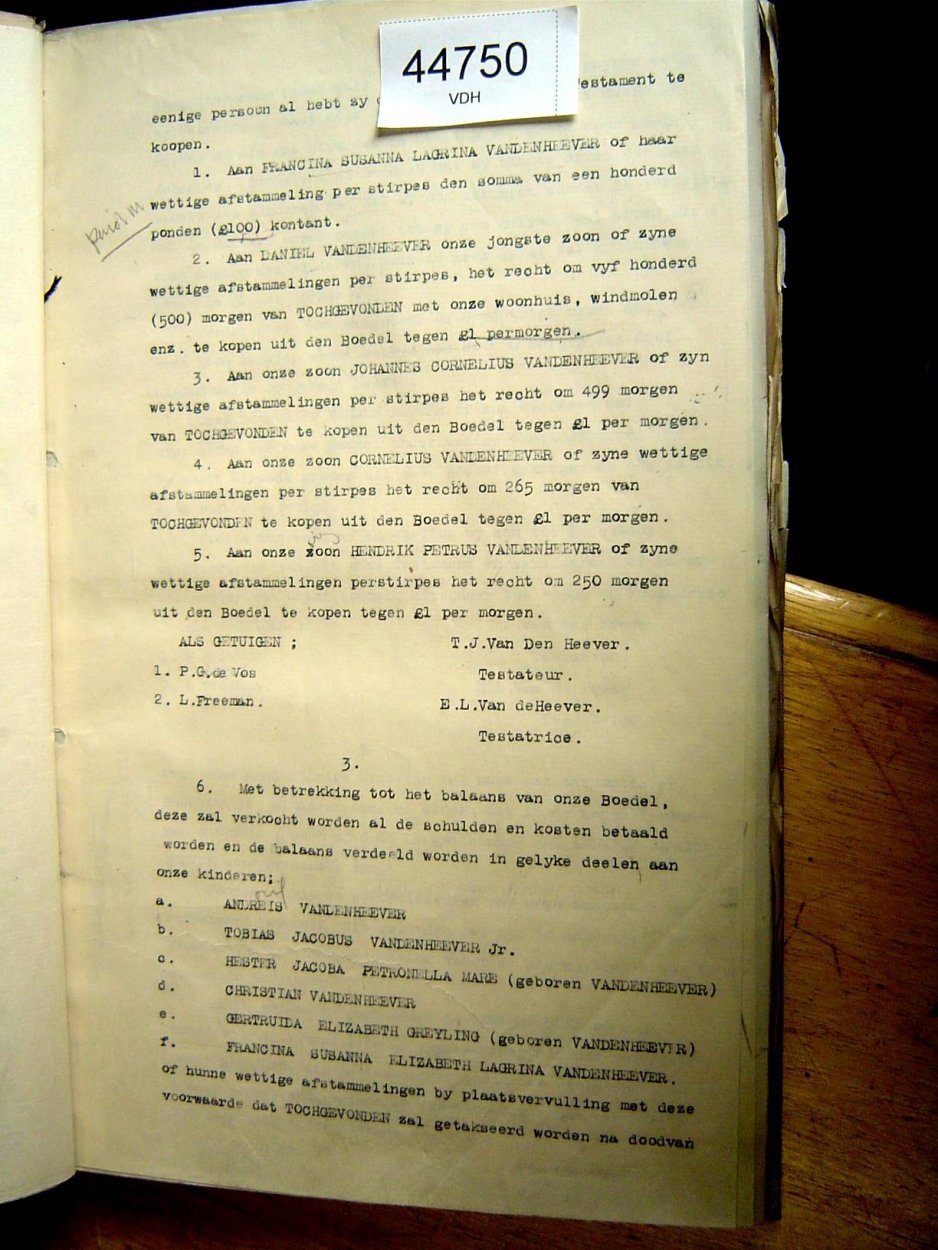 44750
VDH
eenige persoon al hebt zy Testament te
koopen.
1. Aan FRANCINA SUSANNA LAGRINA VANDENHEEVER of haar
wettige afstammeling per stirpes den somma van een honderd
ponden (£100) kontant.
2. Aan DANIEL VANDENHEEVER onze jongste zoon of zyne
wettige afstammelingen per stirpes, het recht om vyf honderd
(500) morgen van TOCHGEVONDEN met onze woonhuis, windmolen
enz. te kopen uit den Boedel tegen £1 permorgen.
3. Aan onze zoon JOHANNES CORNELIUS VANDENHEEVER of zyn
wettige afstammelingen per stirpes het recht om 499 morgen
van TOCHGEVONDEN te kopen uit den Boedel tegen £1 per morgen.
4. Aan onze zoon CORNELIUS VANDENHEEVER of zyne wettige
afstammelingen per stirpes het recht om 265 morgen van
TOCHGEVONDEN te kopen uit den Boedel tegen £1 per morgen.
5. Aan onze zoon HENDRIK PETRUS VANDENHEEVER of zyne
wettige afstammelingen perstirpes het recht om 250 morgen
uit den Boedel te kopen tegen £1 per morgen.
ALS GETUIGEN ; T.J.Van Den Heever.
1. P.G.de Vos Testateur.
2. L.Freeman. E.L.Van deHeever.
Testatrice.
3.
6. Met betrekking tot het balaans van onze Boedel,
deze zal verkocht worden al de schulden en kosten betaald
worden en de balaans verdeeld worden in gelyke deelen aan
onze kinderen;
a. ANDREIS VANDENHEEVER
b. TOBIAS JACOBUS VANDENHEEVER Jr.
c. HESTER JACOBA PETRONELLA MARE (geboren VANDENHEEVER)
d. CHRISTIAN VANDENHEEVER
e. GERTRUIDA ELIZABETH GREYLING (geboren VANDENHEEVER)
f. FRANCINA SUSANNA ELIZABETH LAGRINA VANDENHEEVER.
of hunne wettige afstammelingen by plaatsvervulling met deze
voorwaarde dat TOCHGEVONDEN zal getakseerd worden na doodvan